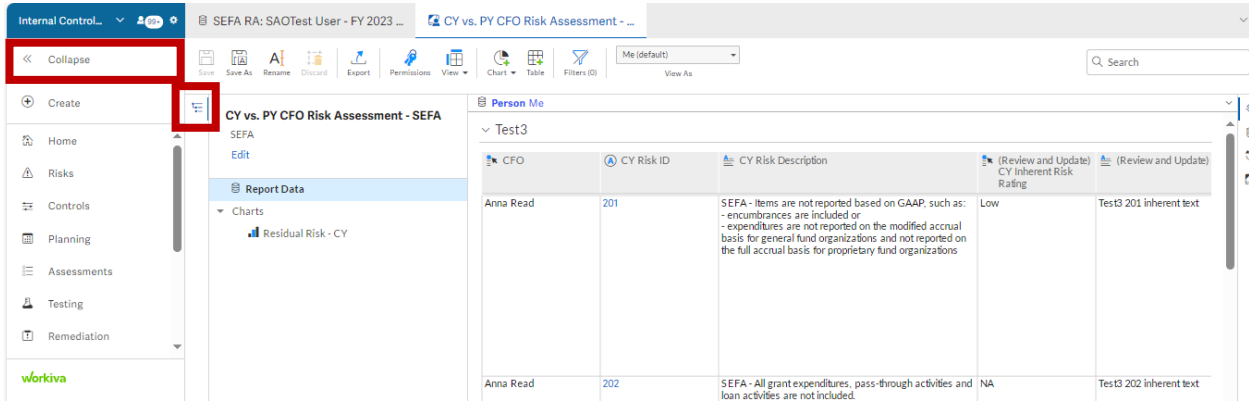 Internal Control... 99+
SEFA RA: SAOTest User - FY 2023 ...
CY vs. PY CFO Risk Assessment - ...
Collapse
Save
Save As
Rename
Discard
Export
Permissions
View
Chart
Table
Filters (0)
Me (default)
View As
Search
Create
Home
Risks
Controls
Planning
Assessments
Testing
Remediation
workiva
CY vs. PY CFO Risk Assessment - SEFA
SEFA
Edit
Report Data
Charts
Residual Risk - CY
Person Me
Test3
CFO
A CY Risk ID
CY Risk Description
(Review and Update)
CY Inherent Risk
Rating
(Review and Update)
Anna Read
201
SEFA - Items are not reported based on GAAP, such as:
- encumbrances are included or
- expenditures are not reported on the modified accrual
basis for general fund organizations and not reported on
the full accrual basis for proprietary fund organizations
Low
Test3 201 inherent text
Anna Read
202
SEFA - All grant expenditures, pass-through activities and
loan activities are not included.
NA
Test3 202 inherent text